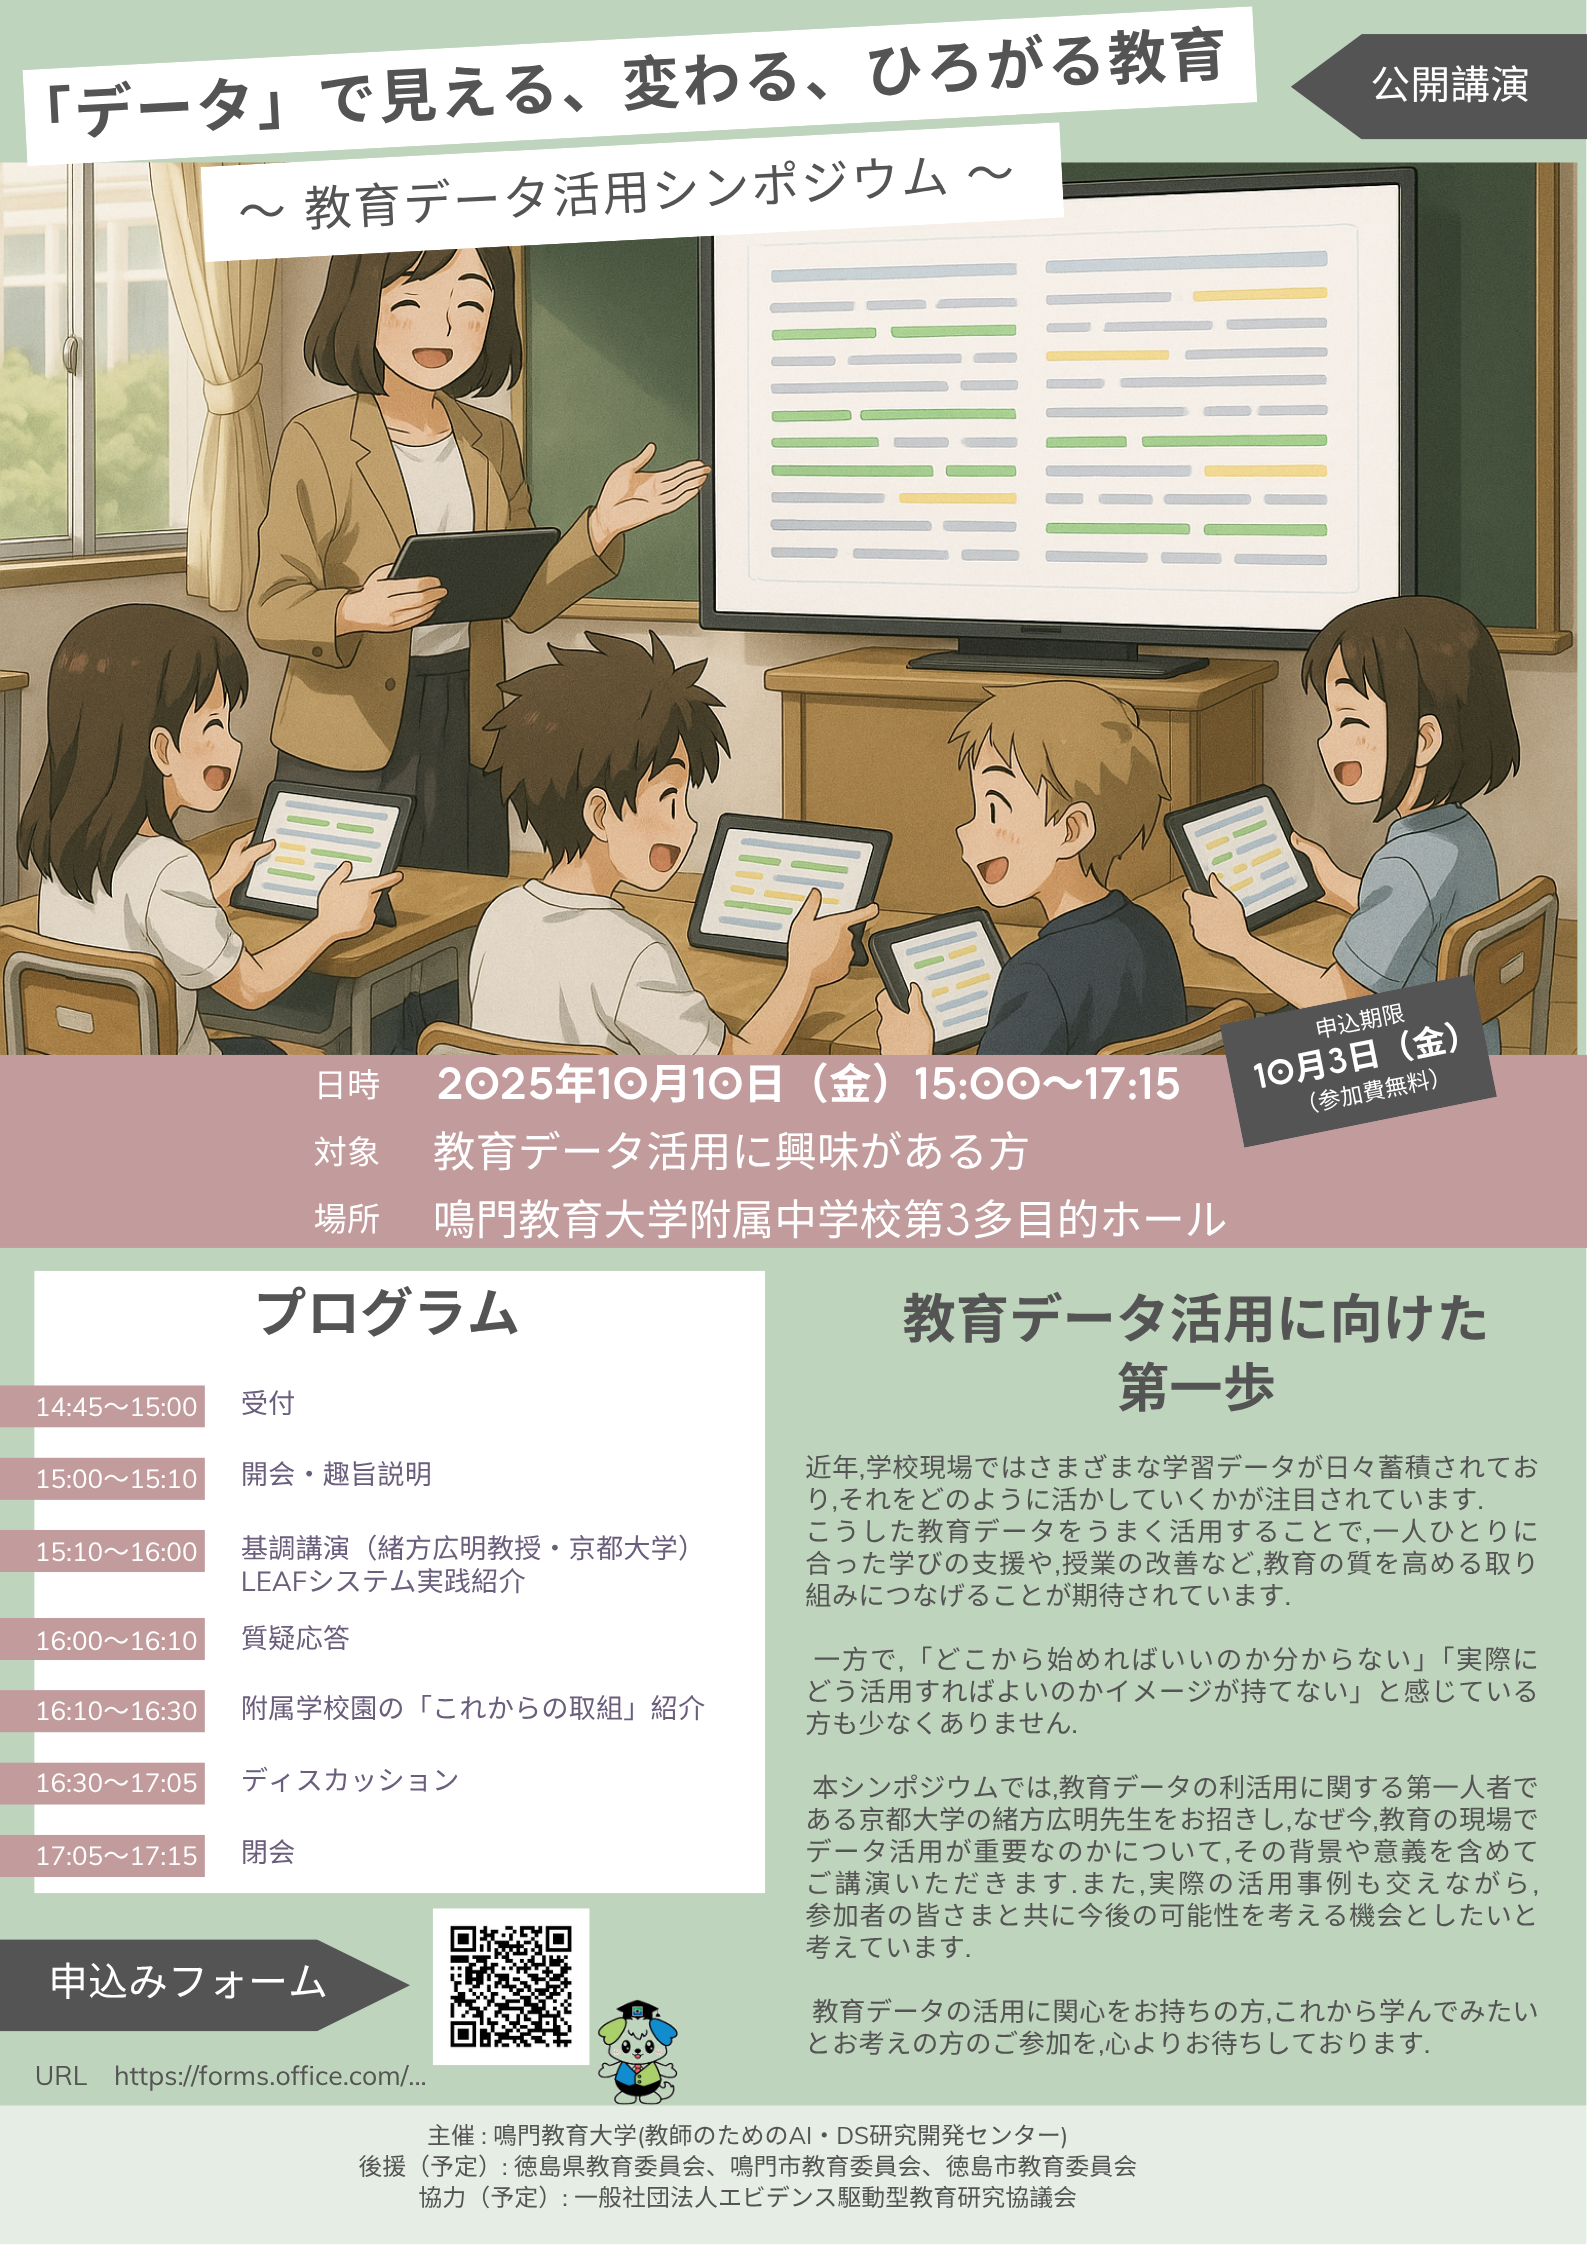 「データ」で見える、変わる、ひろがる教育
公開講演
～ 教育データ活用シンポジウム ～
申込期限
10月3日（金）
（参加費無料）
日時 2025年10月10日（金）15:00～17:15
対象 教育データ活用に興味がある方
場所 鳴門教育大学附属中学校第3多目的ホール
プログラム
14:45～15:00 受付
15:00～15:10 開会・趣旨説明
15:10～16:00 基調講演（緒方広明教授・京都大学）
LEAFシステム実践紹介
16:00～16:10 質疑応答
16:10～16:30 附属学校園の「これからの取組」紹介
16:30～17:05 ディスカッション
17:05～17:15 閉会
教育データ活用に向けた
第一歩
近年,学校現場ではさまざまな学習データが日々蓄積されてお
り,それをどのように活かしていくかが注目されています.
こうした教育データをうまく活用することで,一人ひとりに
合った学びの支援や,授業の改善など,教育の質を高める取り
組みにつなげることが期待されています.
一方で,「どこから始めればいいのか分からない」「実際に
どう活用すればよいのかイメージが持てない」と感じている
方も少なくありません.
本シンポジウムでは,教育データの利活用に関する第一人者で
ある京都大学の緒方広明先生をお招きし,なぜ今,教育の現場で
データ活用が重要なのかについて,その背景や意義を含めて
ご講演いただきます.また,実際の活用事例も交えながら,
参加者の皆さまと共に今後の可能性を考える機会としたいと
考えています.
教育データの活用に関心をお持ちの方,これから学んでみたい
とお考えの方のご参加を,心よりお待ちしております.
申込みフォーム
URL https://forms.office.com/...
主催 : 鳴門教育大学(教師のためのAI・DS研究開発センター)
後援（予定）: 徳島県教育委員会、鳴門市教育委員会、徳島市教育委員会
協力（予定）: 一般社団法人エビデンス駆動型教育研究協議会